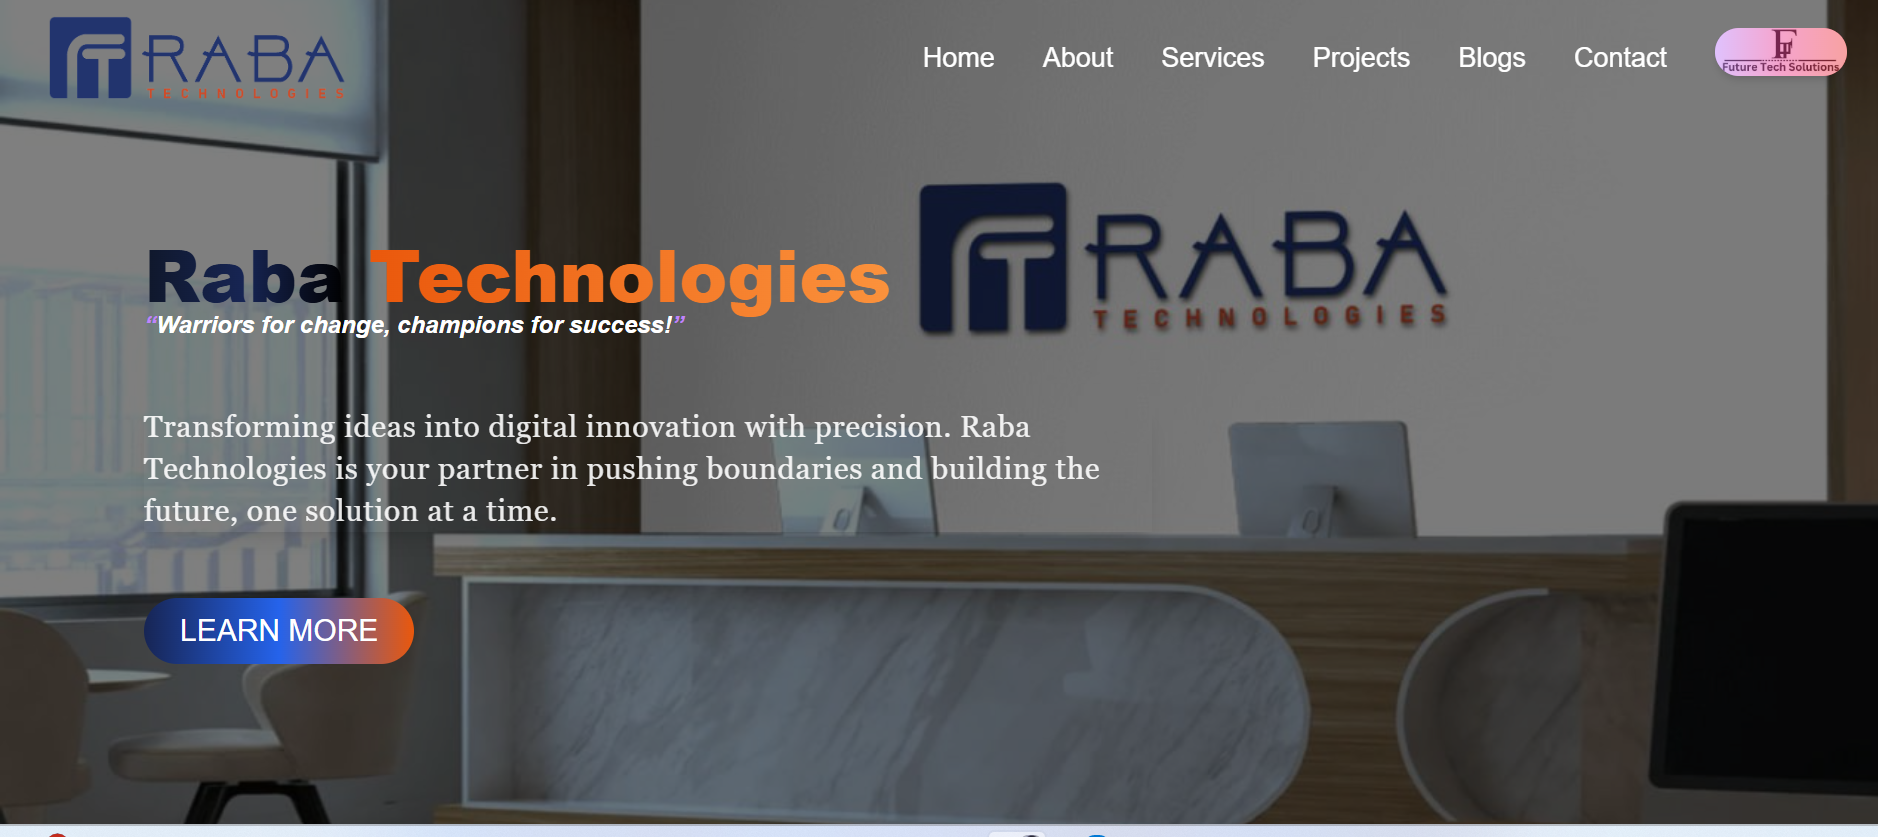 RABA
TECHNOLOGIES
Home About Services Projects Blogs Contact
FT
Future Tech Solutions
RABA
TECHNOLOGIES
Raba Technologies
“Warriors for change, champions for success!”
Transforming ideas into digital innovation with precision. Raba
Technologies is your partner in pushing boundaries and building the
future, one solution at a time.
LEARN MORE